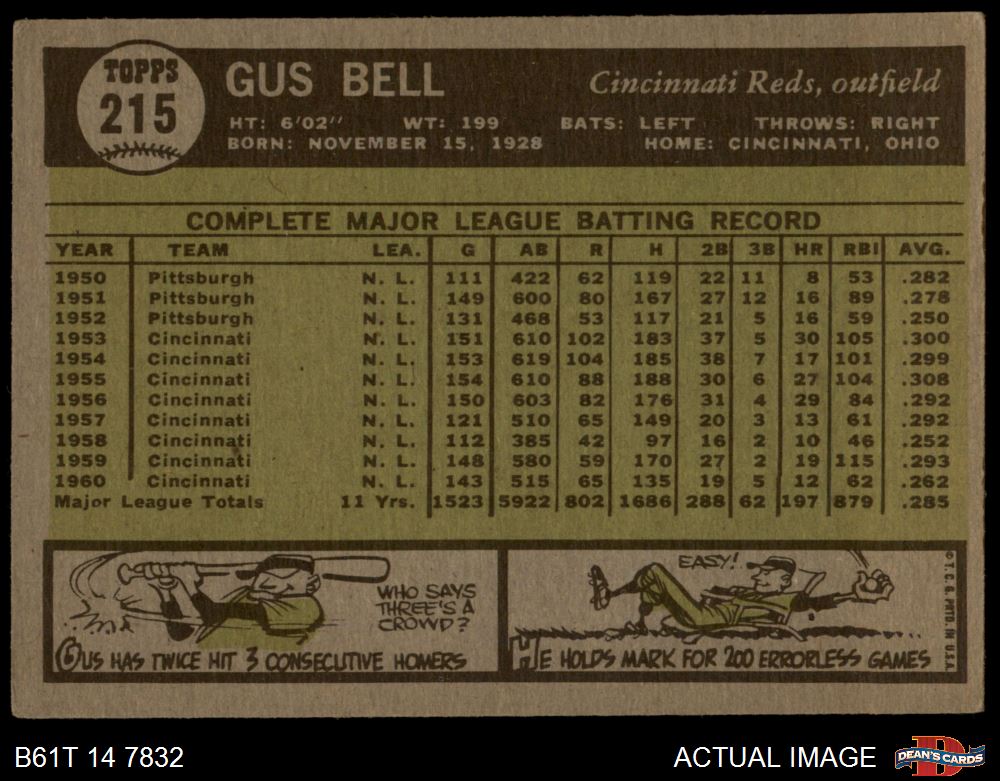 TOPPS
215
GUS BELL
Cincinnati Reds, outfield
HT: 6'02" WT: 199 BATS: LEFT THROWS: RIGHT
BORN: NOVEMBER 15, 1928 HOME: CINCINNATI, OHIO
COMPLETE MAJOR LEAGUE BATTING RECORD
YEAR TEAM LEA. G AB R H 2B 3B HR RBI AVG.
1950 Pittsburgh N. L. 111 422 62 119 22 11 8 53 .282
1951 Pittsburgh N. L. 149 600 80 167 27 12 16 89 .278
1952 Pittsburgh N. L. 131 468 53 117 21 5 16 59 .250
1953 Cincinnati N. L. 151 610 102 183 37 5 30 105 .300
1954 Cincinnati N. L. 153 619 104 185 38 7 17 101 .299
1955 Cincinnati N. L. 154 610 88 188 30 6 27 104 .308
1956 Cincinnati N. L. 150 603 82 176 31 4 29 84 .292
1957 Cincinnati N. L. 121 510 65 149 20 3 13 61 .292
1958 Cincinnati N. L. 112 385 42 97 16 2 10 46 .252
1959 Cincinnati N. L. 148 580 59 170 27 2 19 115 .293
1960 Cincinnati N. L. 143 515 65 135 19 5 12 62 .262
Major League Totals 11 Yrs. 1523 5922 802 1686 288 62 197 879 .285
WHO SAYS
THREE'S A
CROWD?
GUS HAS TWICE HIT 3 CONSECUTIVE HOMERS
EASY!
HE HOLDS MARK FOR 200 ERRORLESS GAMES
© T. C. G. PRTD. IN U.S.A.
B61T 14 7832
ACTUAL IMAGE
D
DEAN'S CARDS